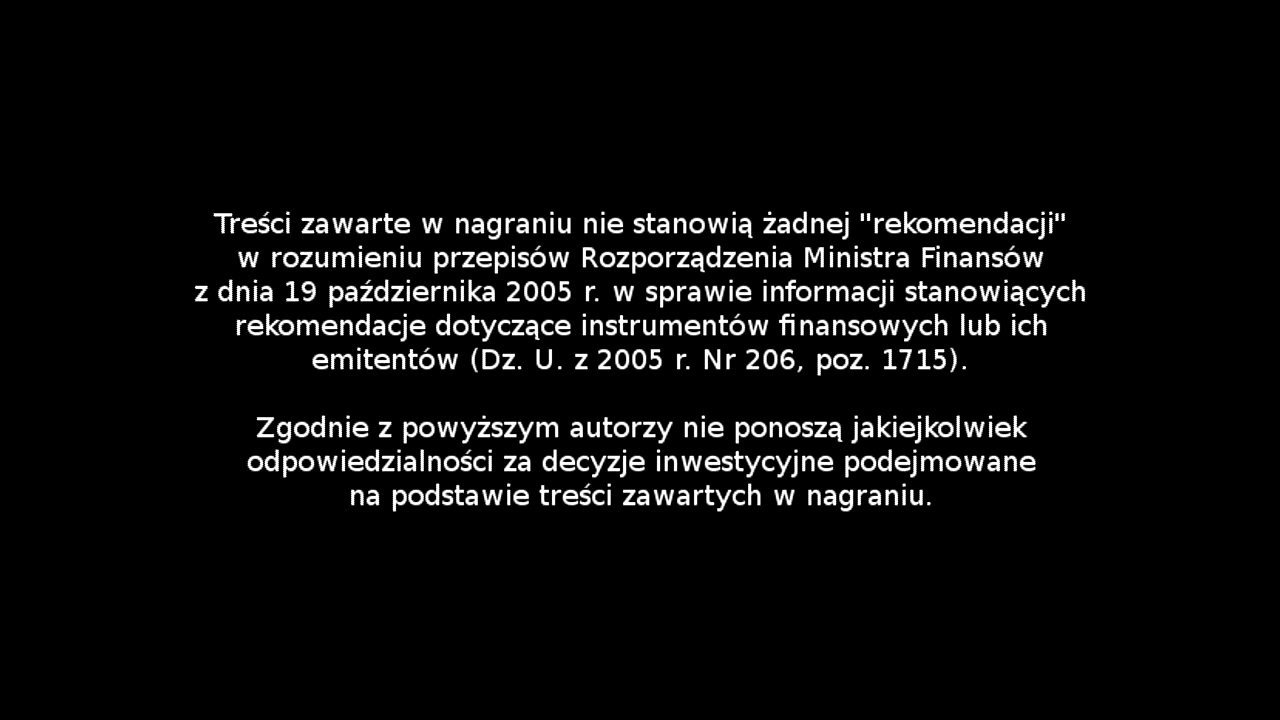 Treści zawarte w nagraniu nie stanowią żadnej "rekomendacji"
w rozumieniu przepisów Rozporządzenia Ministra Finansów
z dnia 19 października 2005 r. w sprawie informacji stanowiących
rekomendacje dotyczące instrumentów finansowych lub ich
emitentów (Dz. U. z 2005 r. Nr 206, poz. 1715).
Zgodnie z powyższym autorzy nie ponoszą jakiejkolwiek
odpowiedzialności za decyzje inwestycyjne podejmowane
na podstawie treści zawartych w nagraniu.